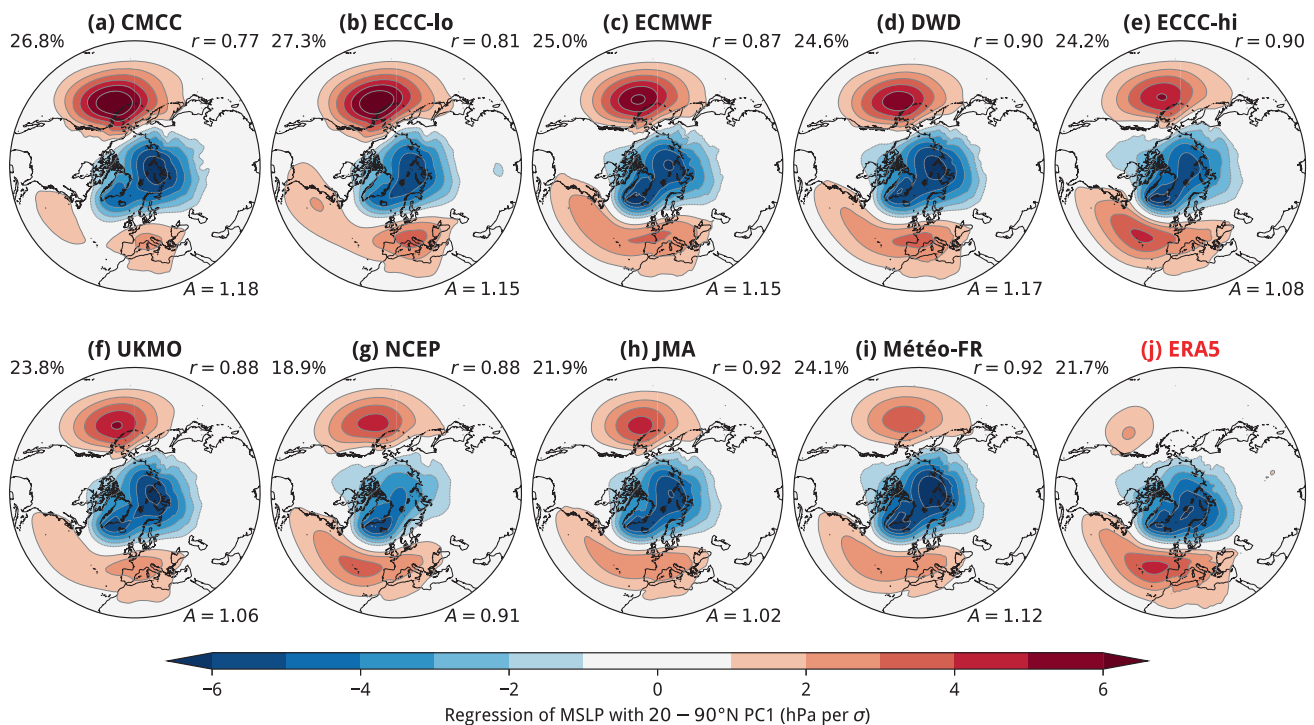 (a) CMCC
26.8%
r = 0.77
A = 1.18
(b) ECCC-lo
27.3%
r = 0.81
A = 1.15
(c) ECMWF
25.0%
r = 0.87
A = 1.15
(d) DWD
24.6%
r = 0.90
A = 1.17
(e) ECCC-hi
24.2%
r = 0.90
A = 1.08
(f) UKMO
23.8%
r = 0.88
A = 1.06
(g) NCEP
18.9%
r = 0.88
A = 0.91
(h) JMA
21.9%
r = 0.92
A = 1.02
(i) Météo-FR
24.1%
r = 0.92
A = 1.12
(j) ERA5
21.7%
−6 −4 −2 0 2 4 6
Regression of MSLP with 20 − 90°N PC1 (hPa per σ)